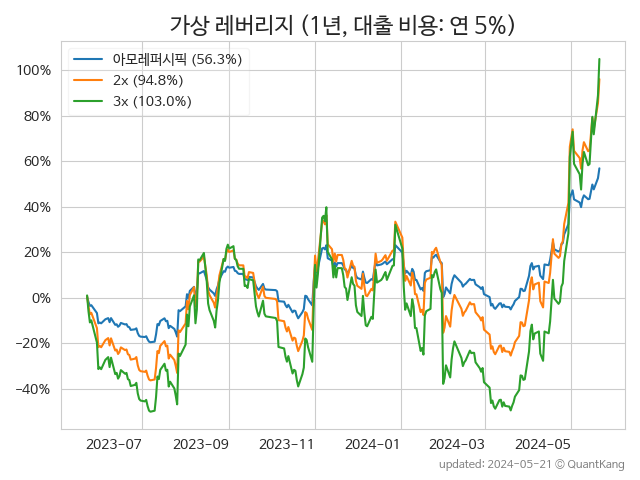 가상 레버리지 (1년, 대출 비용: 연 5%)
아모레퍼시픽 (56.3%)
2x (94.8%)
3x (103.0%)
100%
80%
60%
40%
20%
0%
−20%
−40%
2023-07
2023-09
2023-11
2024-01
2024-03
2024-05
updated: 2024-05-21 © QuantKang